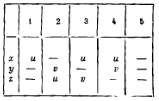 1 2 3 4 5
x u — u u —
y — v — v —
z — u v — —